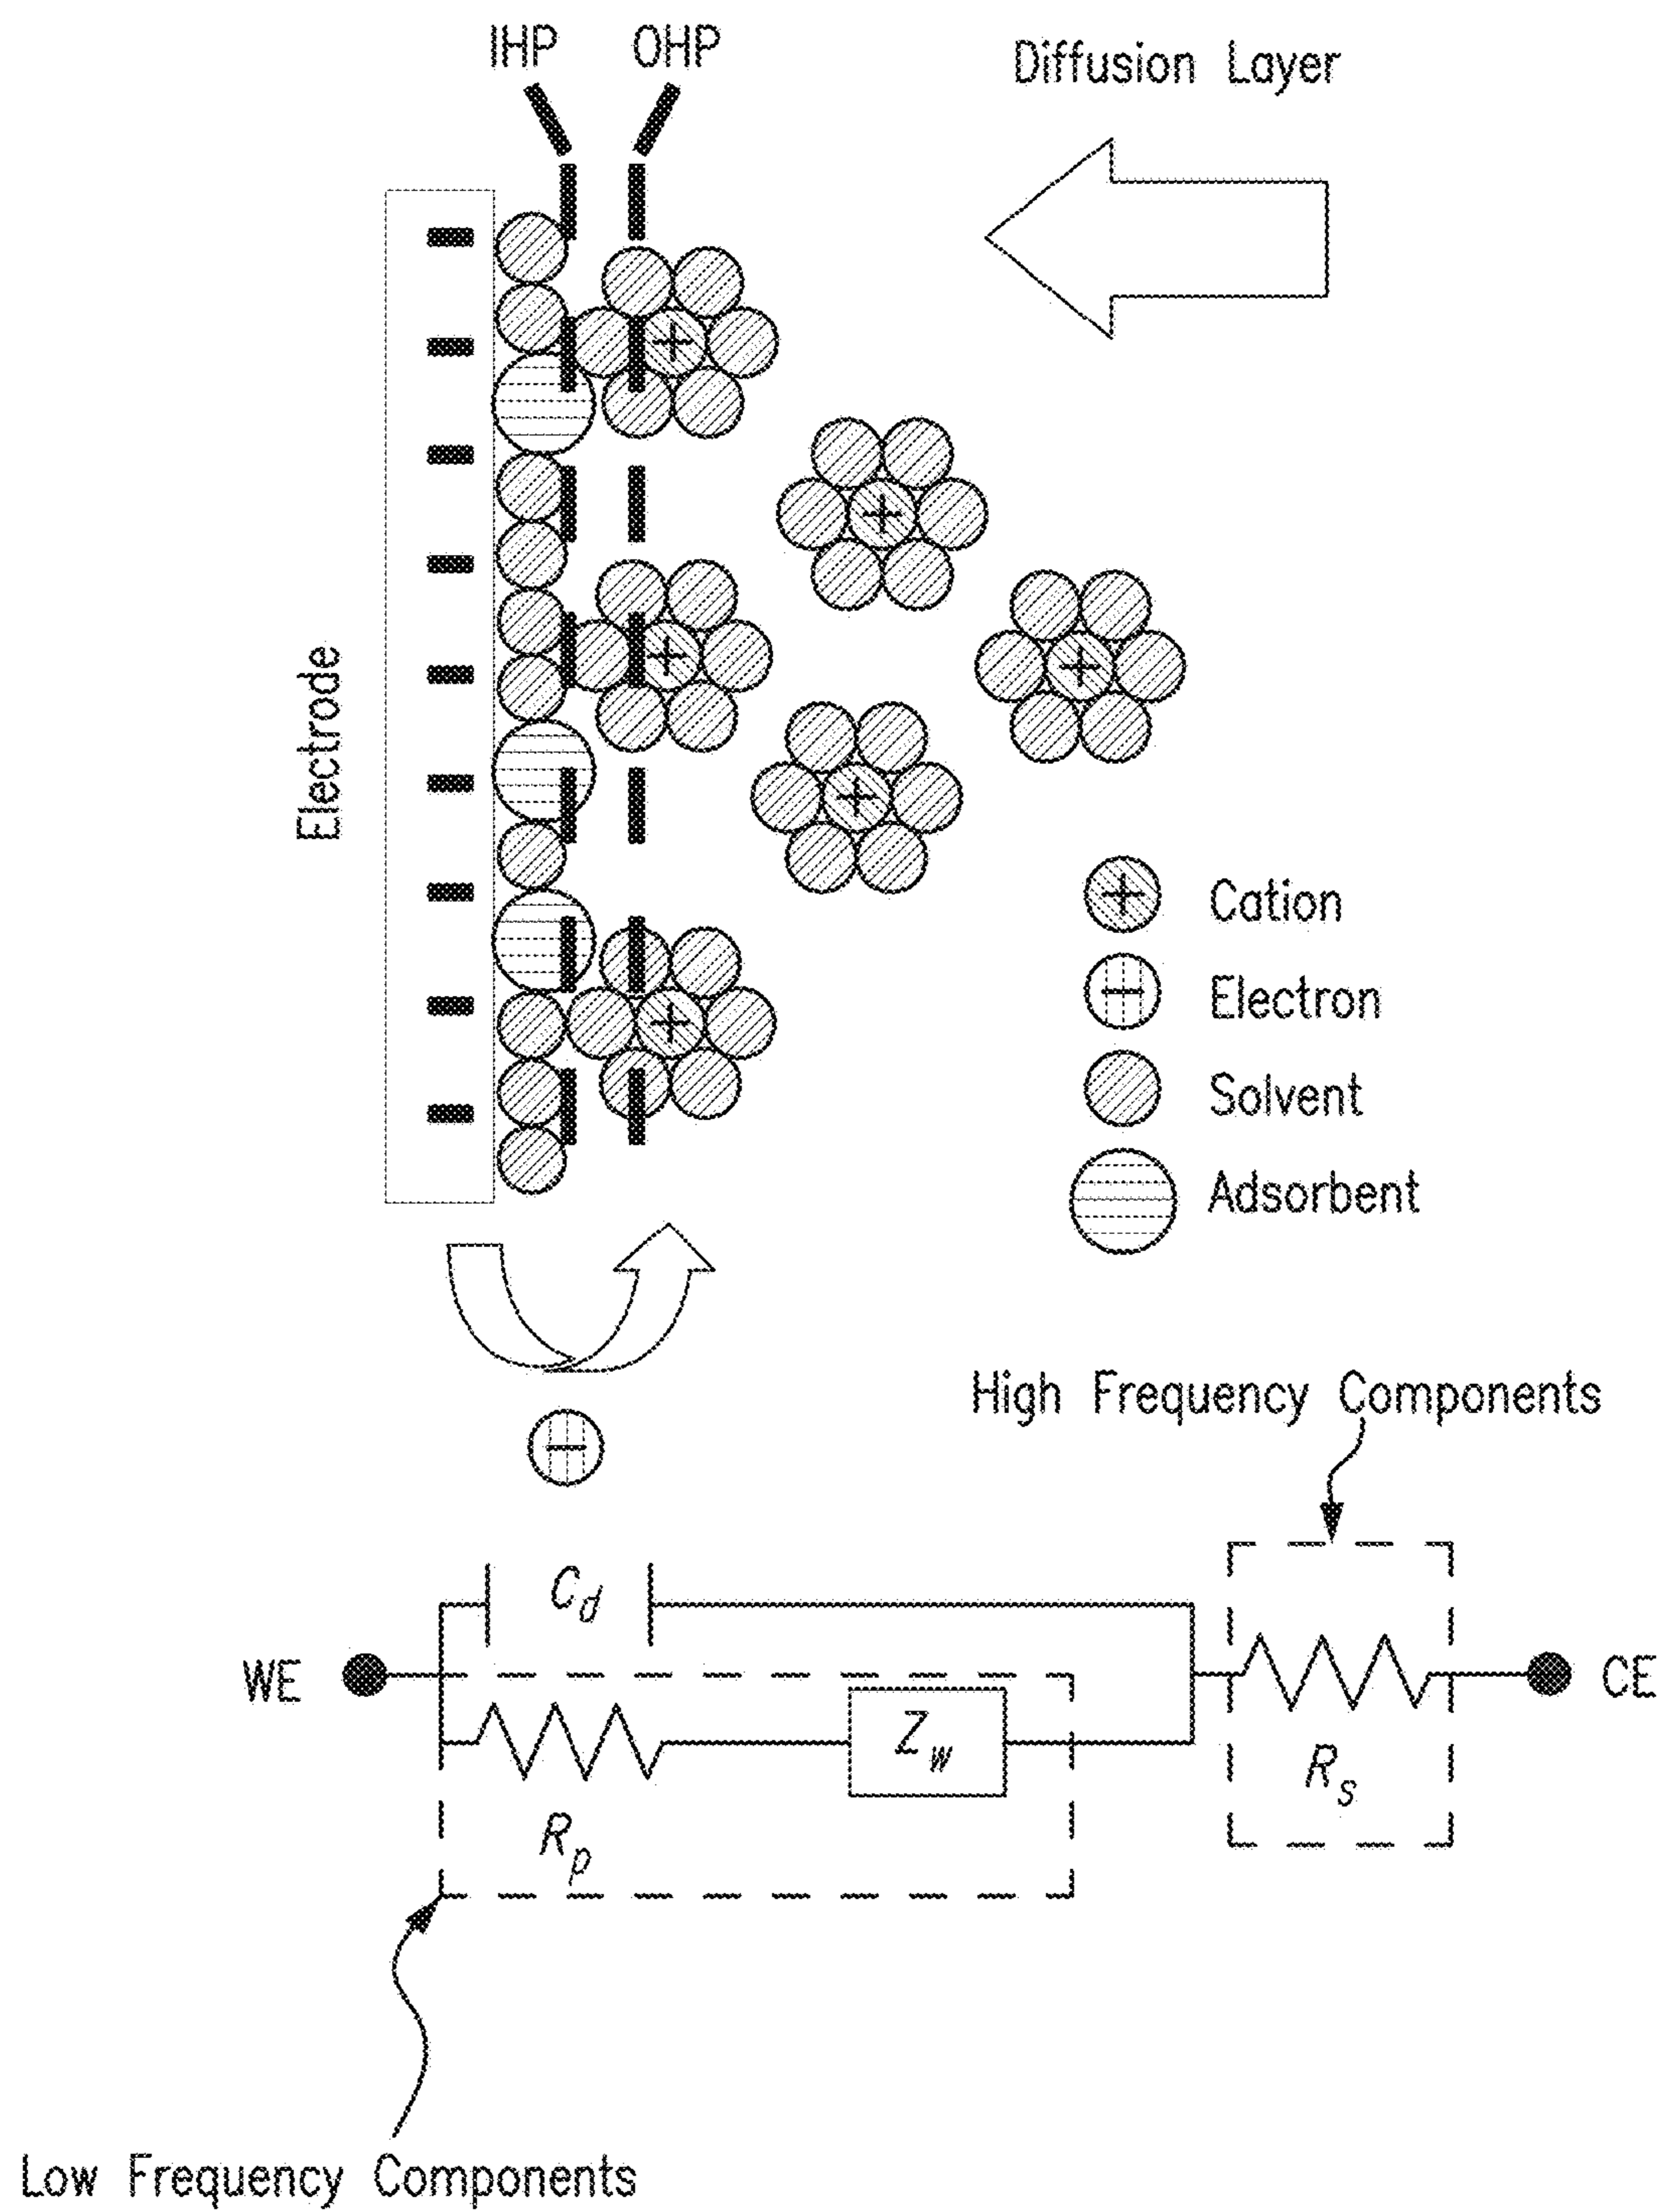 IHP OHP
Diffusion Layer
Electrode
+ Cation
− Electron
Solvent
Adsorbent
High Frequency Components
C_d
WE
Z_w
R_p
R_s
CE
Low Frequency Components